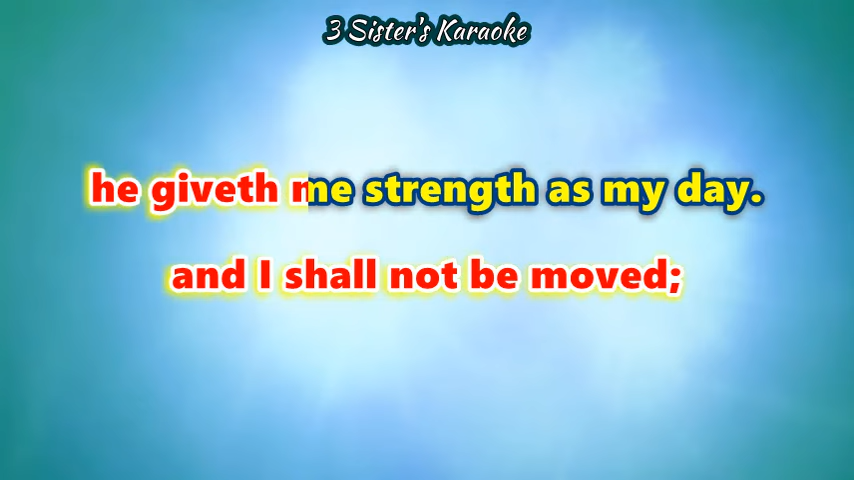 3 Sister's Karaoke
he giveth me strength as my day.
and I shall not be moved;